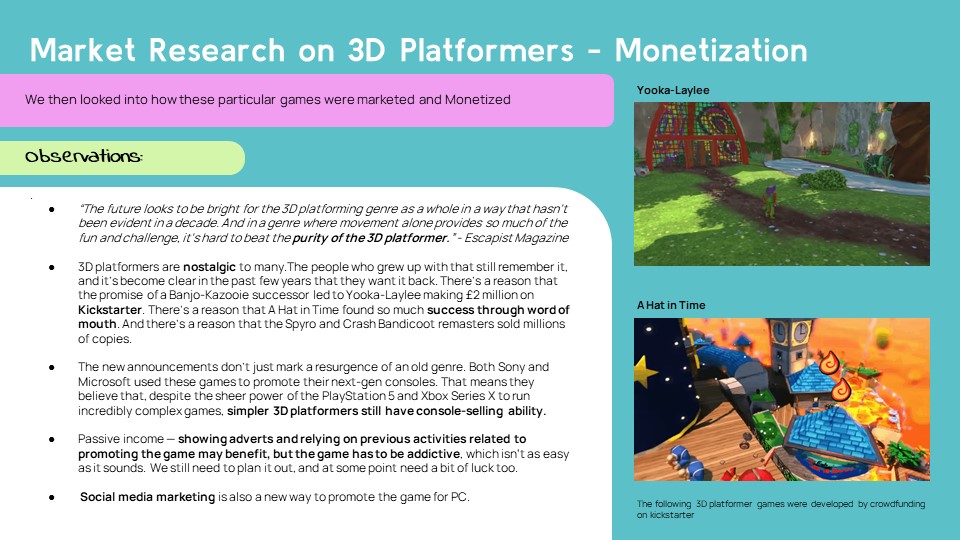 Market Research on 3D Platformers - Monetization
We then looked into how these particular games were marketed and Monetized
Observations:
● "The future looks to be bright for the 3D platforming genre as a whole in a way that hasn't
been evident in a decade. And in a genre where movement alone provides so much of the
fun and challenge, it's hard to beat the purity of the 3D platformer." - Escapist Magazine
● 3D platformers are nostalgic to many.The people who grew up with that still remember it,
and it's become clear in the past few years that they want it back. There's a reason that
the promise of a Banjo-Kazooie successor led to Yooka-Laylee making £2 million on
Kickstarter. There's a reason that A Hat in Time found so much success through word of
mouth. And there's a reason that the Spyro and Crash Bandicoot remasters sold millions
of copies.
● The new announcements don't just mark a resurgence of an old genre. Both Sony and
Microsoft used these games to promote their next-gen consoles. That means they
believe that, despite the sheer power of the PlayStation 5 and Xbox Series X to run
incredibly complex games, simpler 3D platformers still have console-selling ability.
● Passive income — showing adverts and relying on previous activities related to
promoting the game may benefit, but the game has to be addictive, which isn't as easy
as it sounds. We still need to plan it out, and at some point need a bit of luck too.
● Social media marketing is also a new way to promote the game for PC.
Yooka-Laylee
A Hat in Time
The following 3D platformer games were developed by crowdfunding
on kickstarter